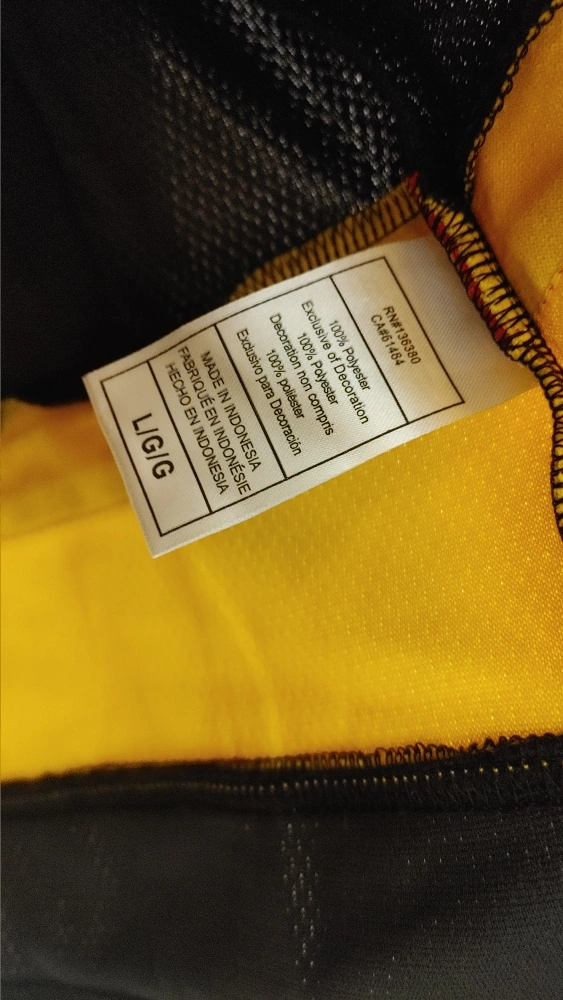 RN#136380
CA#61464
100% Polyester
Exclusive of Decoration
100% Polyester
Decoration non compris
100% poliéster
Exclusivo para Decoración
MADE IN INDONESIA
FABRIQUÉ EN INDONÉSIE
HECHO EN INDONESIA
L/G/G